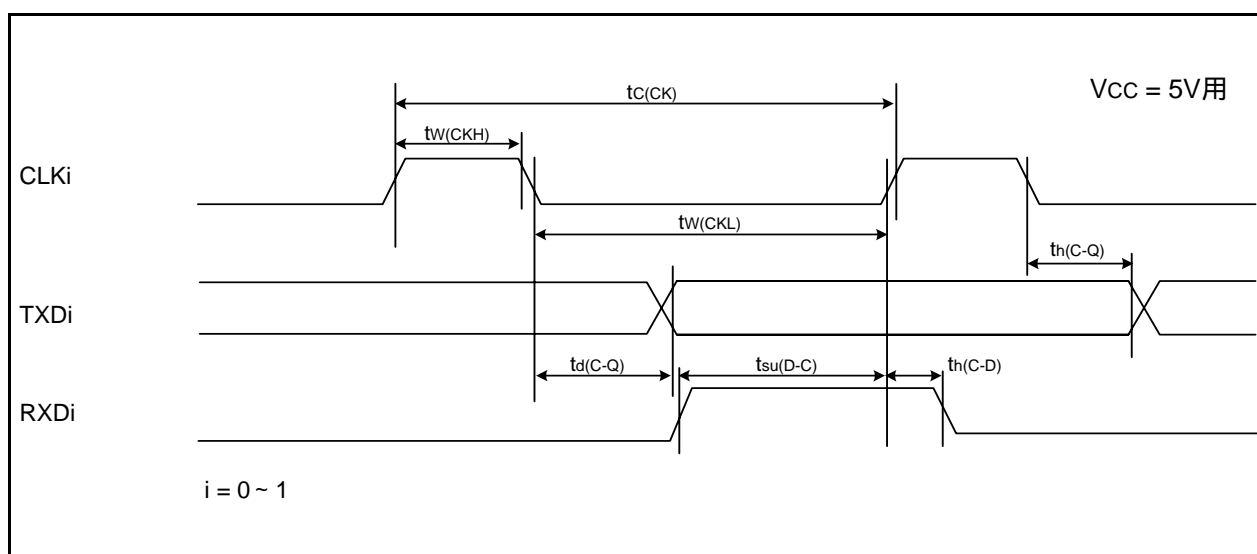 VCC = 5V用
tC(CK)
tW(CKH)
CLKi
tW(CKL)
th(C-Q)
TXDi
td(C-Q)
tsu(D-C)
th(C-D)
RXDi
i = 0 ~ 1